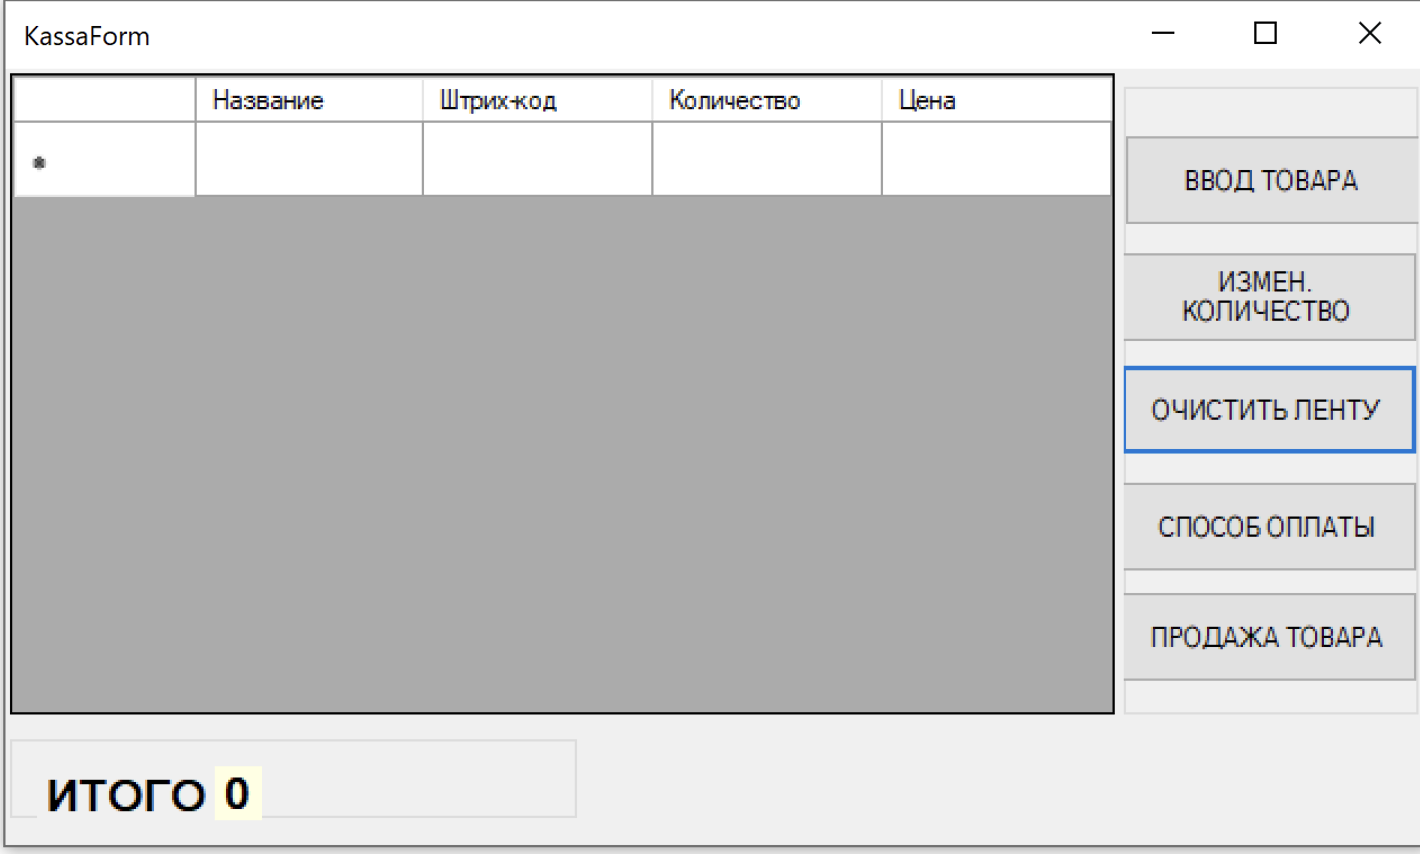 KassaForm
Название Штрих-код Количество Цена
*
ВВОД ТОВАРА
ИЗМЕН.
КОЛИЧЕСТВО
ОЧИСТИТЬ ЛЕНТУ
СПОСОБ ОПЛАТЫ
ПРОДАЖА ТОВАРА
ИТОГО 0